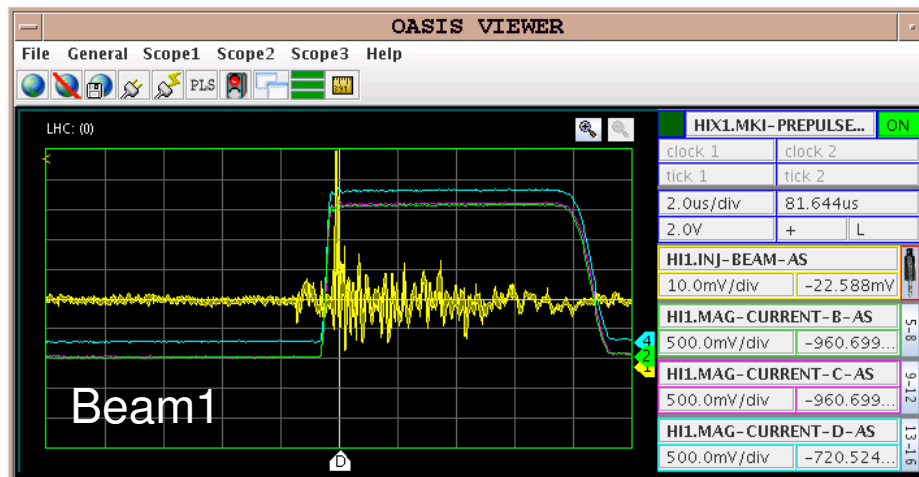 OASIS VIEWER
File General Scope1 Scope2 Scope3 Help
PLS
LHC: (0)
HIX1.MKI-PREPULSE... ON
clock 1 clock 2
tick 1 tick 2
2.0us/div 81.644us
2.0V + L
HI1.INJ-BEAM-AS
10.0mV/div -22.588mV
HI1.MAG-CURRENT-B-AS
500.0mV/div -960.699...
5-8
HI1.MAG-CURRENT-C-AS
500.0mV/div -960.699...
9-12
HI1.MAG-CURRENT-D-AS
500.0mV/div -720.524...
13-16
4
2
1
Beam1
D